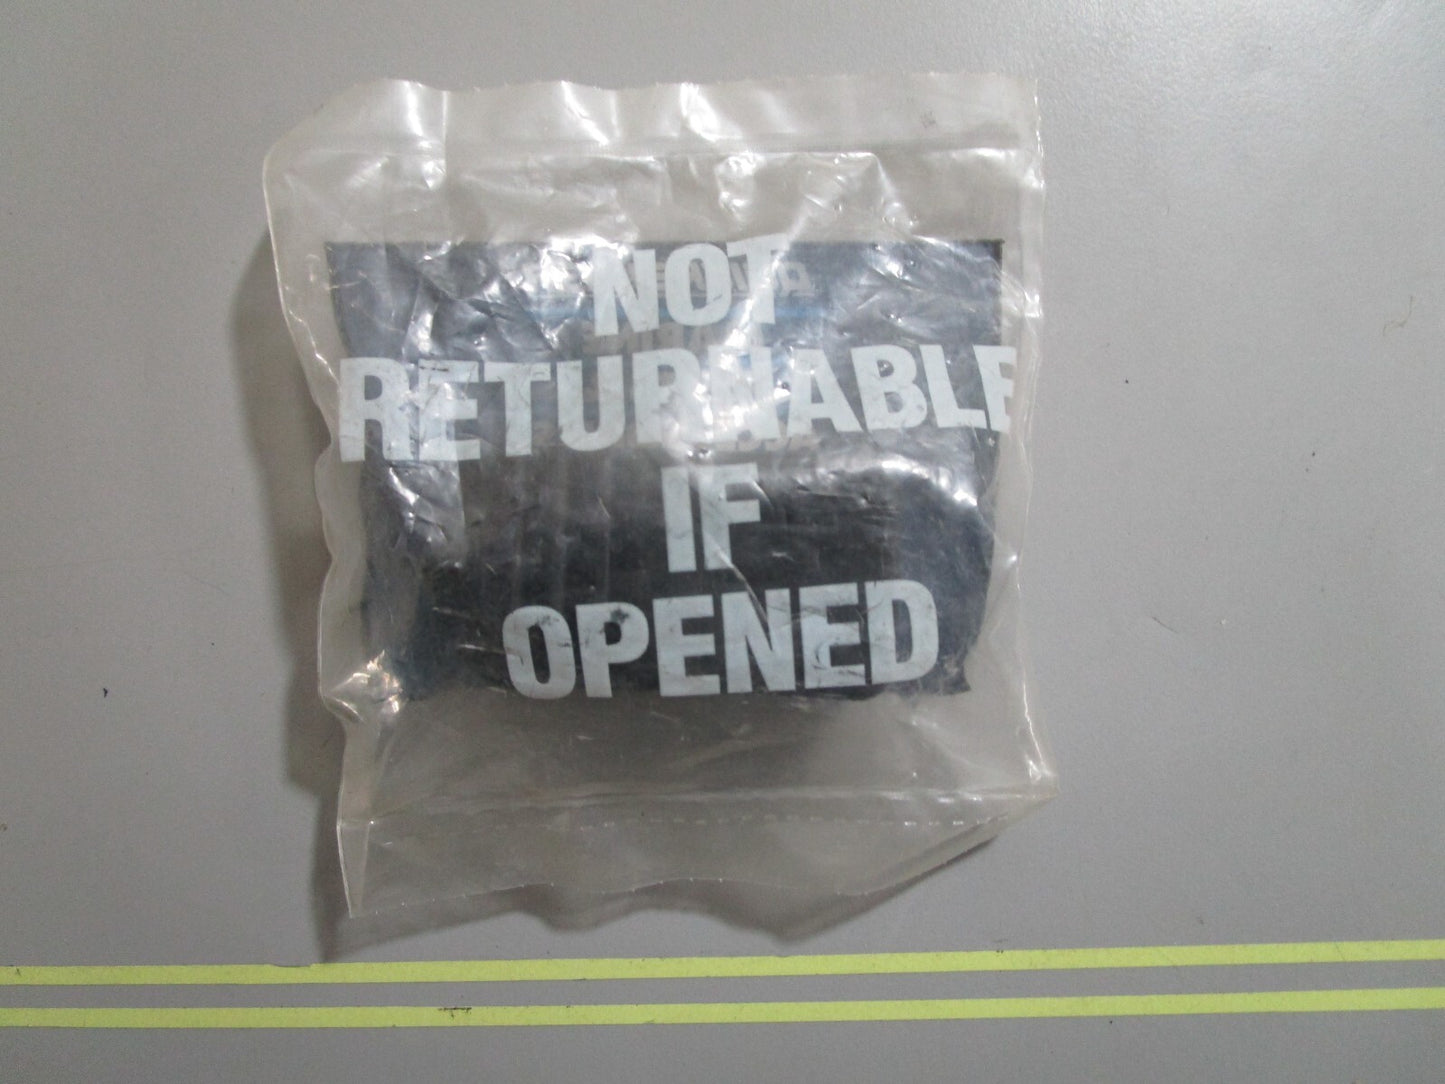 NOT
RETURNABLE
IF
OPENED